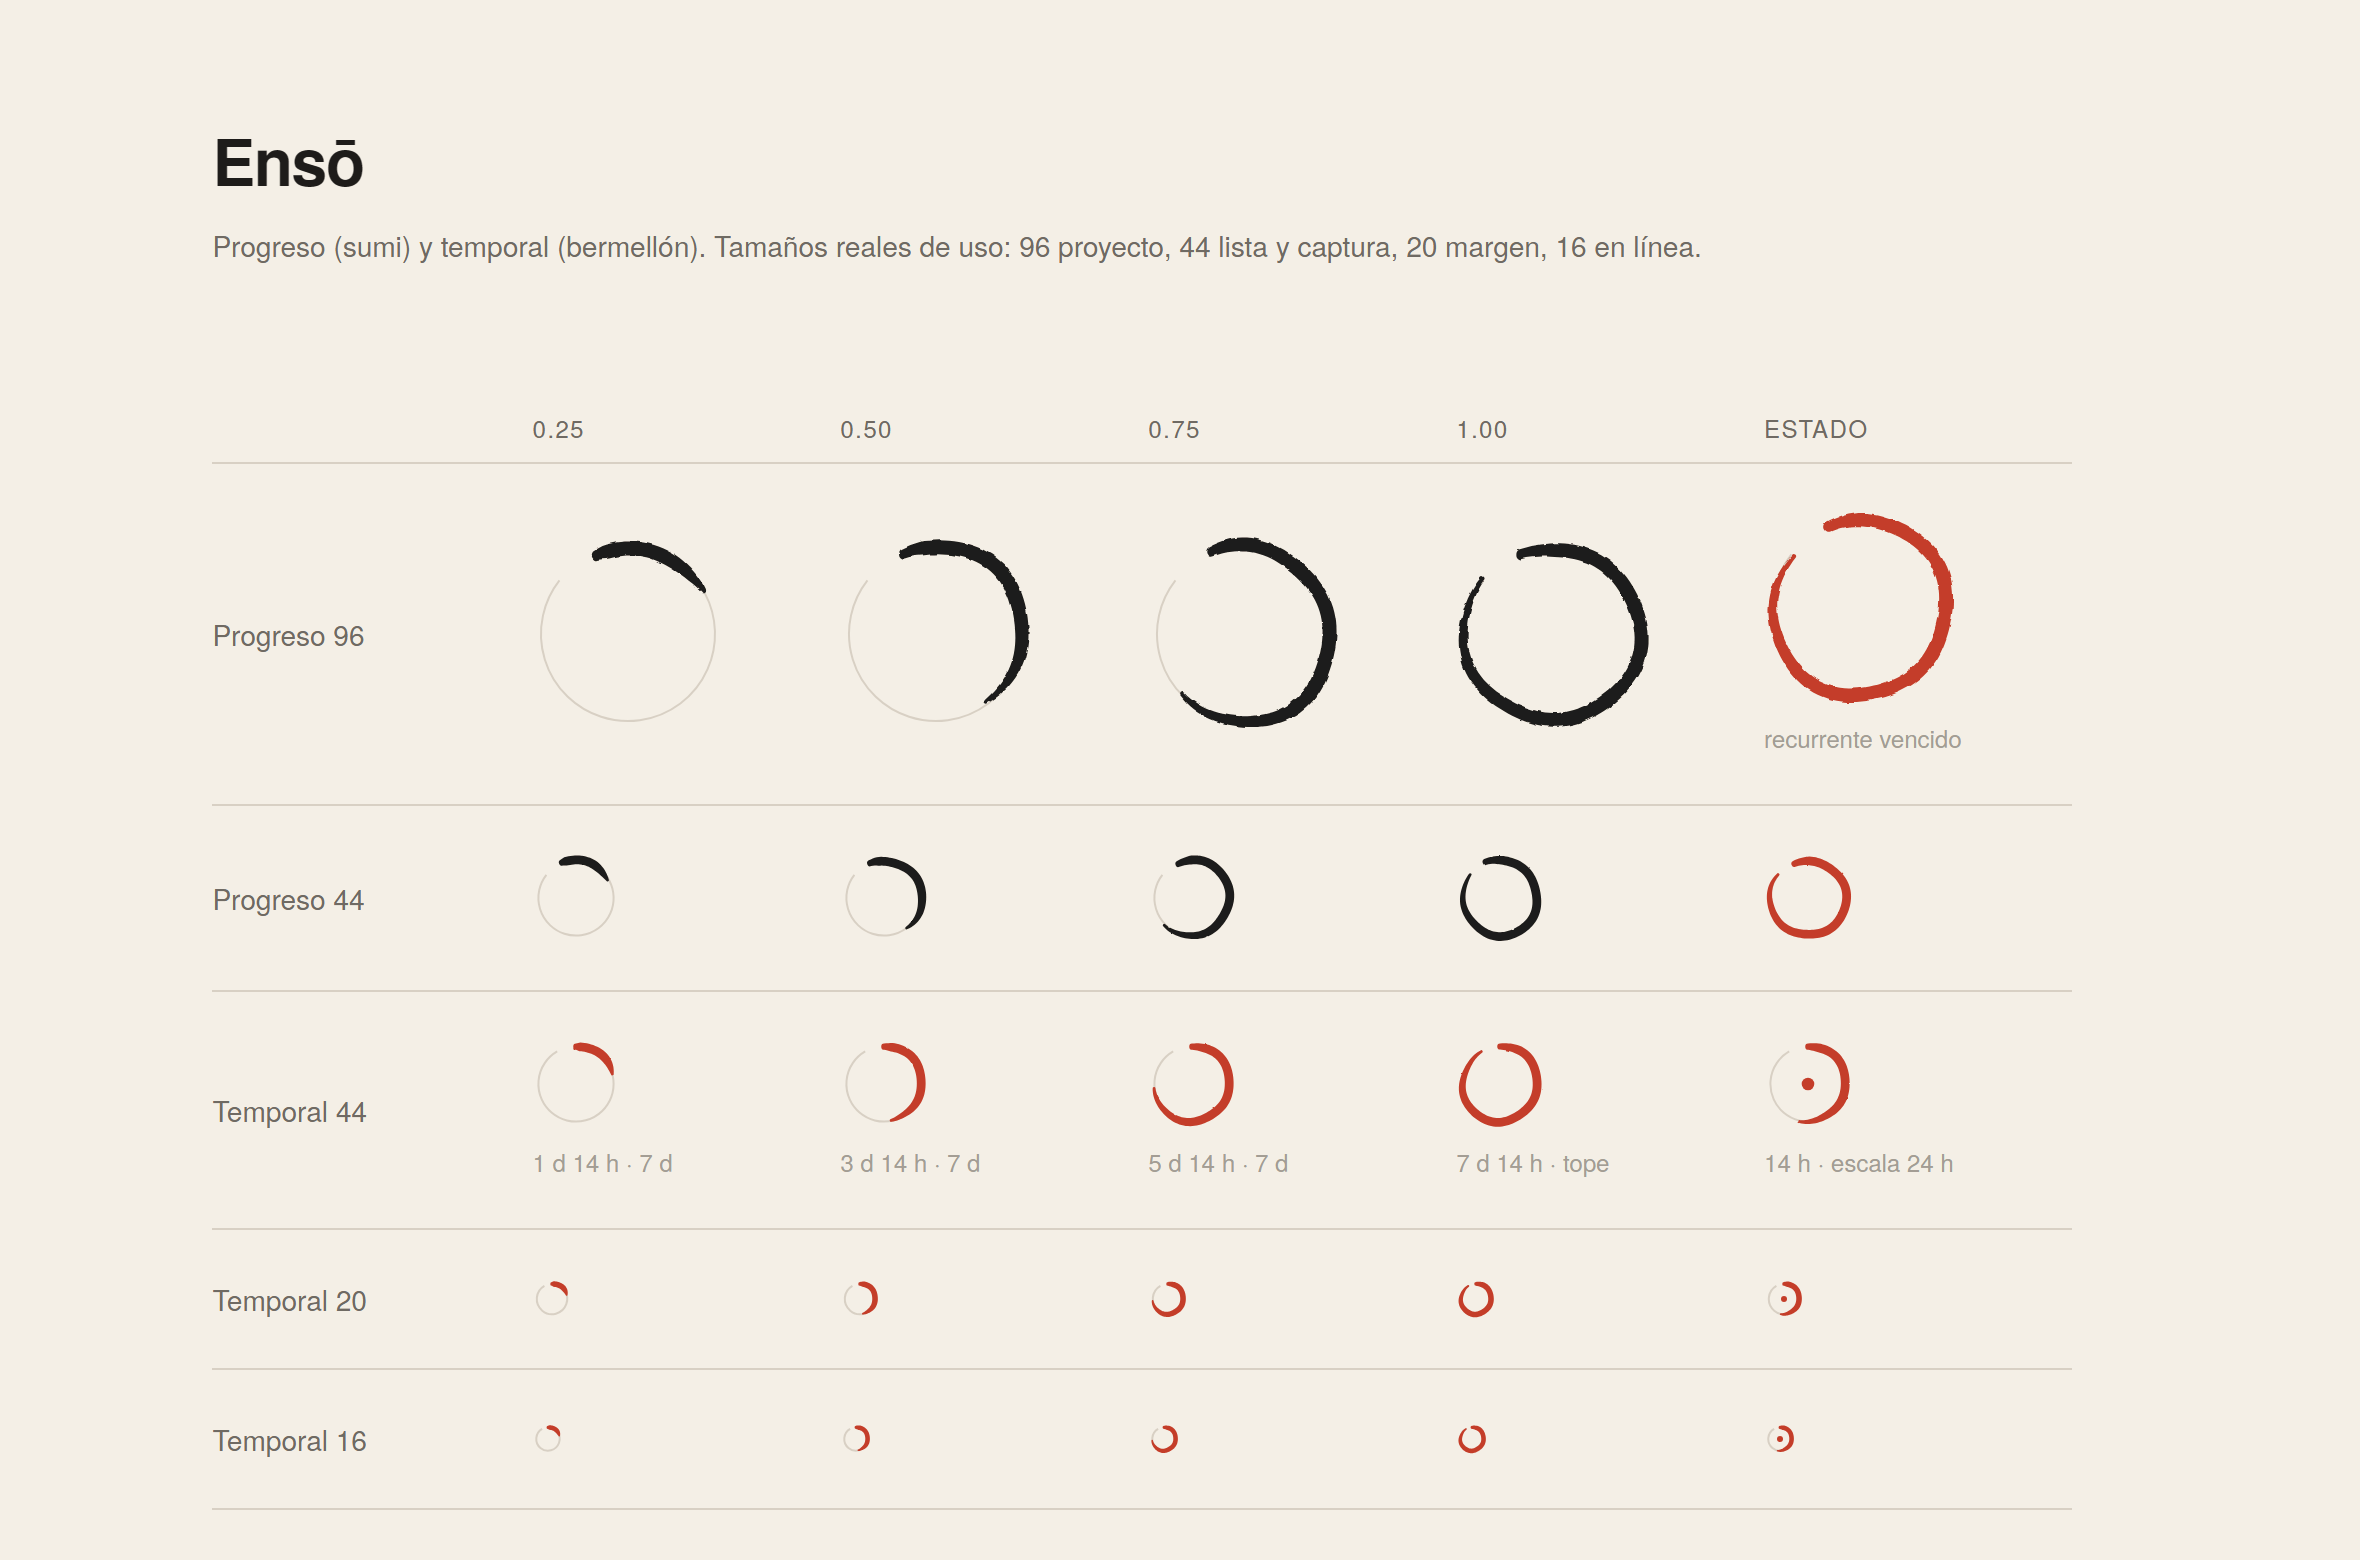 Ensō
Progreso (sumi) y temporal (bermellón). Tamaños reales de uso: 96 proyecto, 44 lista y captura, 20 margen, 16 en línea.
0.25 0.50 0.75 1.00 ESTADO
Progreso 96
recurrente vencido
Progreso 44
Temporal 44
1 d 14 h · 7 d 3 d 14 h · 7 d 5 d 14 h · 7 d 7 d 14 h · tope 14 h · escala 24 h
Temporal 20
Temporal 16